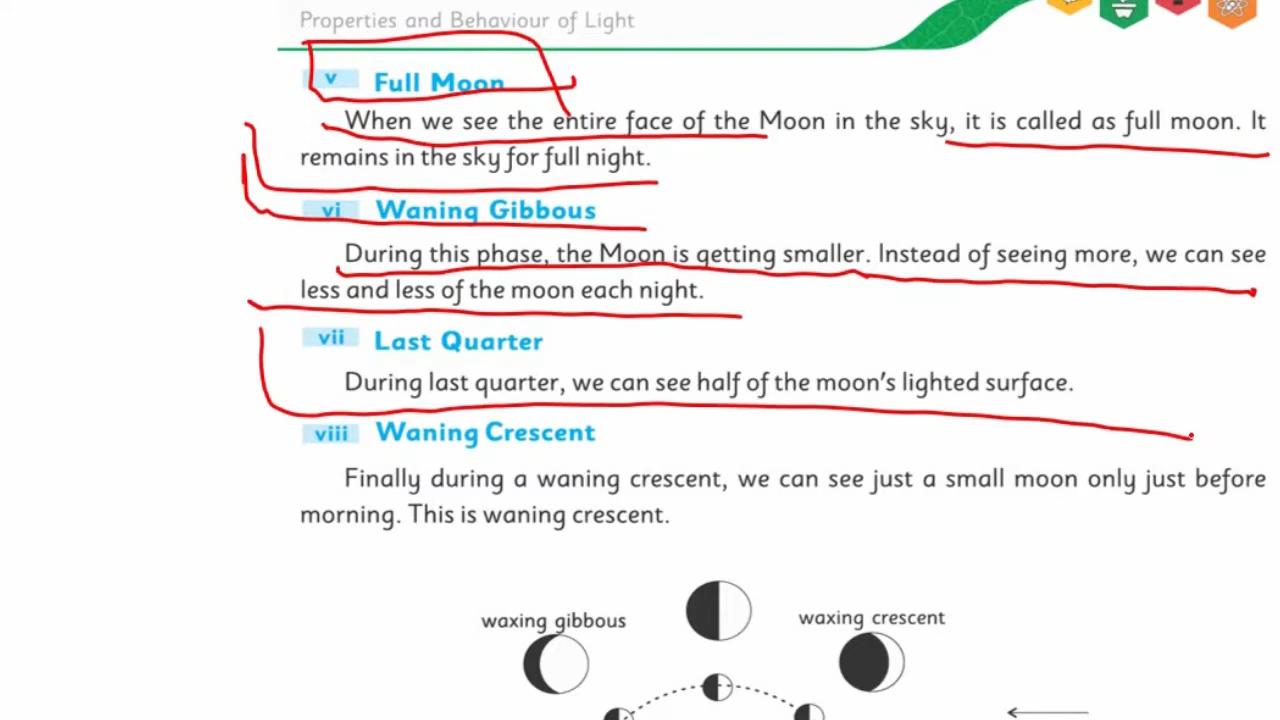 Properties and Behaviour of Light
v Full Moon
When we see the entire face of the Moon in the sky, it is called as full moon. It
remains in the sky for full night.
vi Waning Gibbous
During this phase, the Moon is getting smaller. Instead of seeing more, we can see
less and less of the moon each night.
vii Last Quarter
During last quarter, we can see half of the moon's lighted surface.
viii Waning Crescent
Finally during a waning crescent, we can see just a small moon only just before
morning. This is waning crescent.
waxing gibbous
waxing crescent